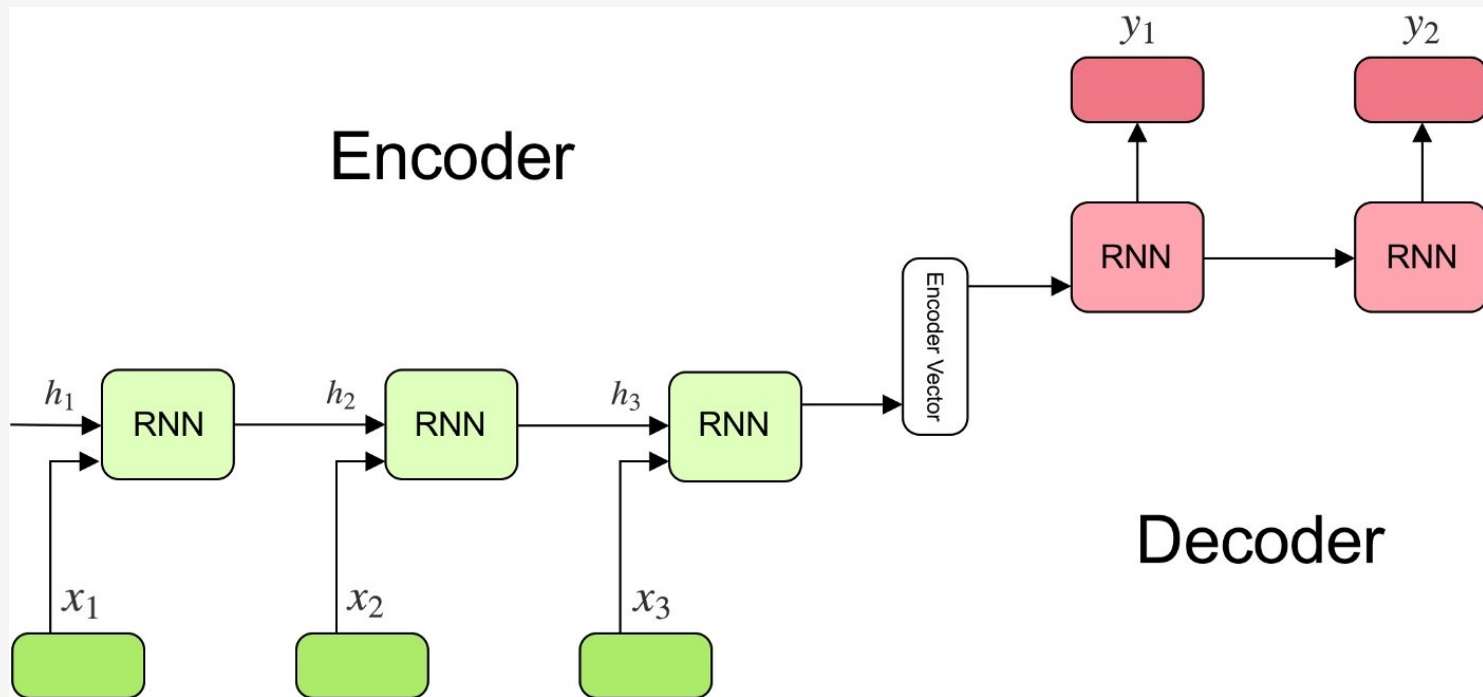 y₁
y₂
Encoder
RNN
RNN
Encoder Vector
h₁
RNN
h₂
RNN
h₃
RNN
Decoder
x₁
x₂
x₃